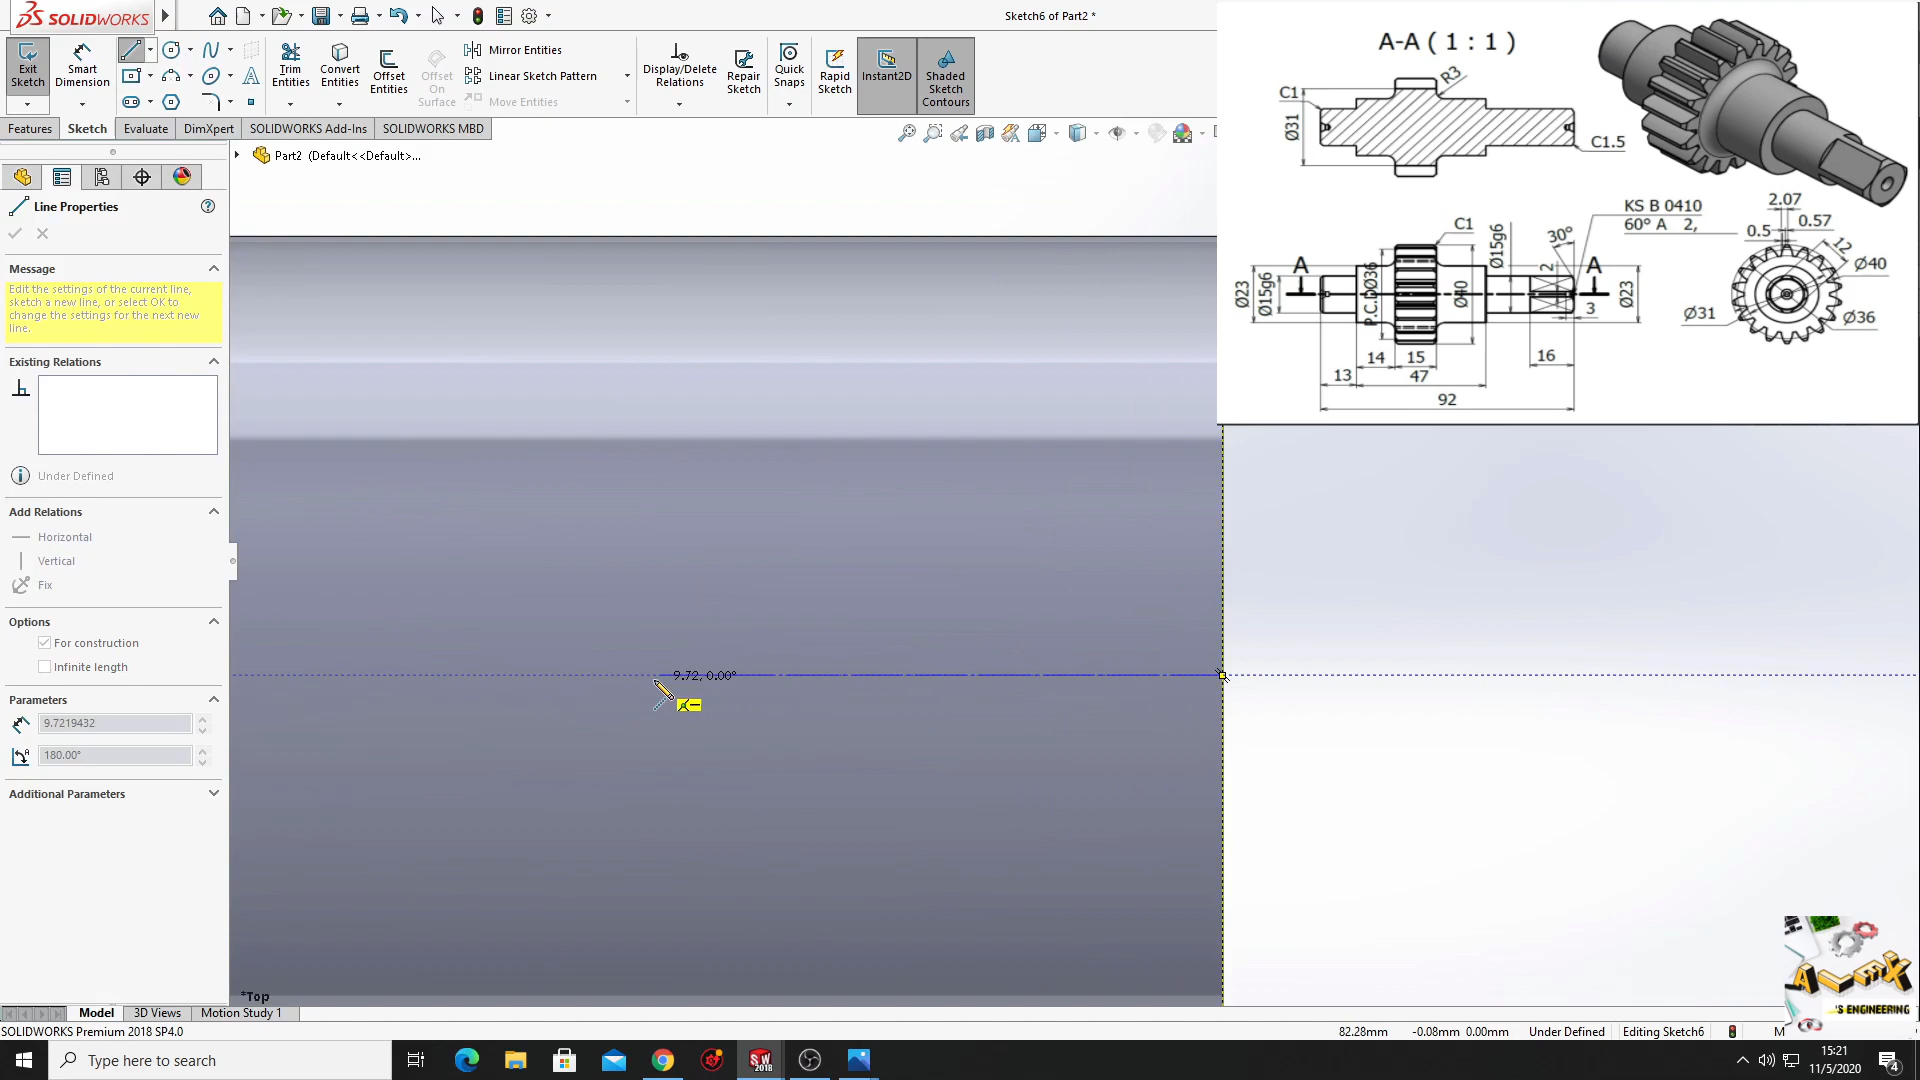 SOLIDWORKS
Sketch6 of Part2 *
Exit Sketch
Smart Dimension
Trim Entities
Convert Entities
Offset Entities
Offset On Surface
Mirror Entities
Linear Sketch Pattern
Move Entities
Display/Delete Relations
Repair Sketch
Quick Snaps
Rapid Sketch
Instant2D
Shaded Sketch Contours
Features
Sketch
Evaluate
DimXpert
SOLIDWORKS Add-Ins
SOLIDWORKS MBD
Part2 (Default<<Default>...
Line Properties
Message
Edit the settings of the current line,
sketch a new line, or select OK to
change the settings for the next new
line.
Existing Relations
Under Defined
Add Relations
Horizontal
Vertical
Fix
Options
For construction
Infinite length
Parameters
9.7219432
180.00°
Additional Parameters
9.72, 0.00°
*Top
A-A ( 1 : 1 )
R3
C1
Ø31
C1.5
KS B 0410
60° A 2,
2.07
0.57
0.5
12
Ø40
Ø31
Ø36
C1
Ø15g6
30°
2
A
A
Ø23
Ø15g6
P.C.DØ36
Ø40
Ø23
3
14
15
16
13
47
92
ALMX
'S ENGINEERING
Model
3D Views
Motion Study 1
SOLIDWORKS Premium 2018 SP4.0
82.28mm
-0.08mm
0.00mm
Under Defined
Editing Sketch6
M
Type here to search
SW
2018
15:21
11/5/2020
4